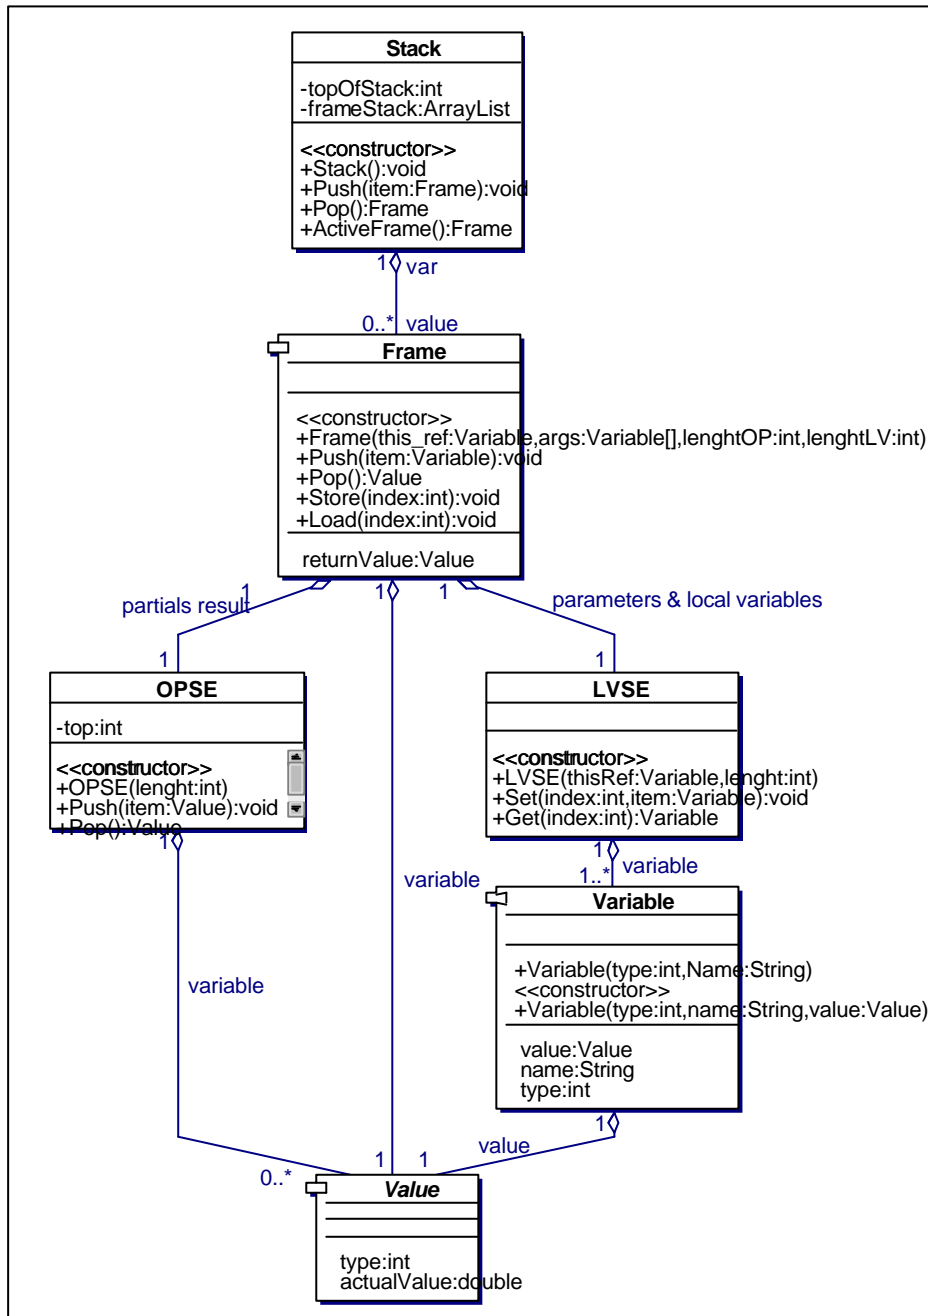 Stack
-topOfStack:int
-frameStack:ArrayList
<<constructor>>
+Stack():void
+Push(item:Frame):void
+Pop():Frame
+ActiveFrame():Frame
1 var
0..* value
Frame
<<constructor>>
+Frame(this_ref:Variable,args:Variable[],lenghtOP:int,lenghtLV:int)
+Push(item:Variable):void
+Pop():Value
+Store(index:int):void
+Load(index:int):void
returnValue:Value
1 1 1
partials result
parameters & local variables
1 1
OPSE
-top:int
<<constructor>>
+OPSE(lenght:int)
+Push(item:Value):void
+Pop():Value
1
LVSE
<<constructor>>
+LVSE(thisRef:Variable,lenght:int)
+Set(index:int,item:Variable):void
+Get(index:int):Variable
1 variable
1..*
variable
variable
Variable
+Variable(type:int,Name:String)
<<constructor>>
+Variable(type:int,name:String,value:Value)
value:Value
name:String
type:int
1
value
0..* 1 1
Value
type:int
actualValue:double